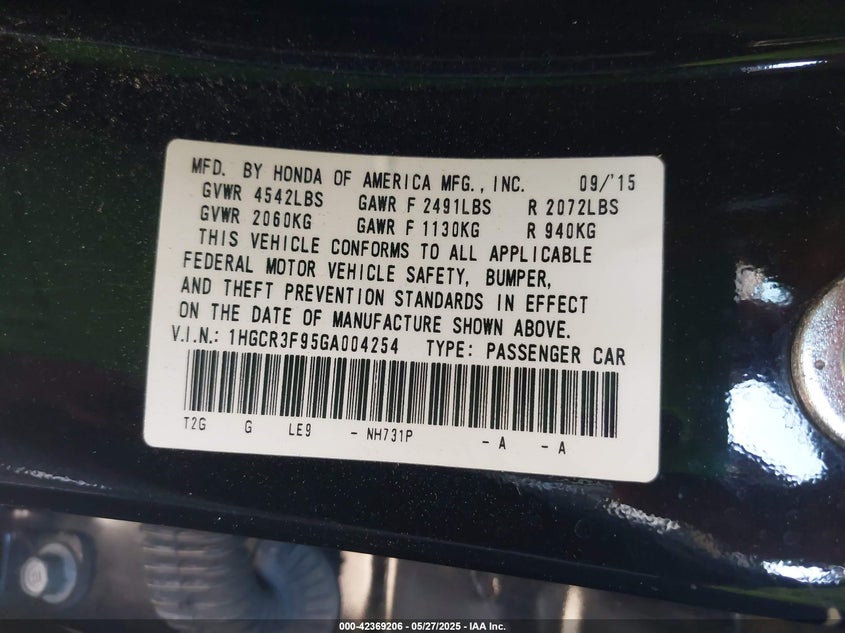 MFD. BY HONDA OF AMERICA MFG., INC. 09/'15
GVWR 4542LBS GAWR F 2491LBS R 2072LBS
GVWR 2060KG GAWR F 1130KG R 940KG
THIS VEHICLE CONFORMS TO ALL APPLICABLE
FEDERAL MOTOR VEHICLE SAFETY, BUMPER,
AND THEFT PREVENTION STANDARDS IN EFFECT
ON THE DATE OF MANUFACTURE SHOWN ABOVE.
V.I.N.: 1HGCR3F95GA004254 TYPE: PASSENGER CAR
T2G G LE9 - NH731P - A - A
000-42369206 - 05/27/2025 - IAA Inc.